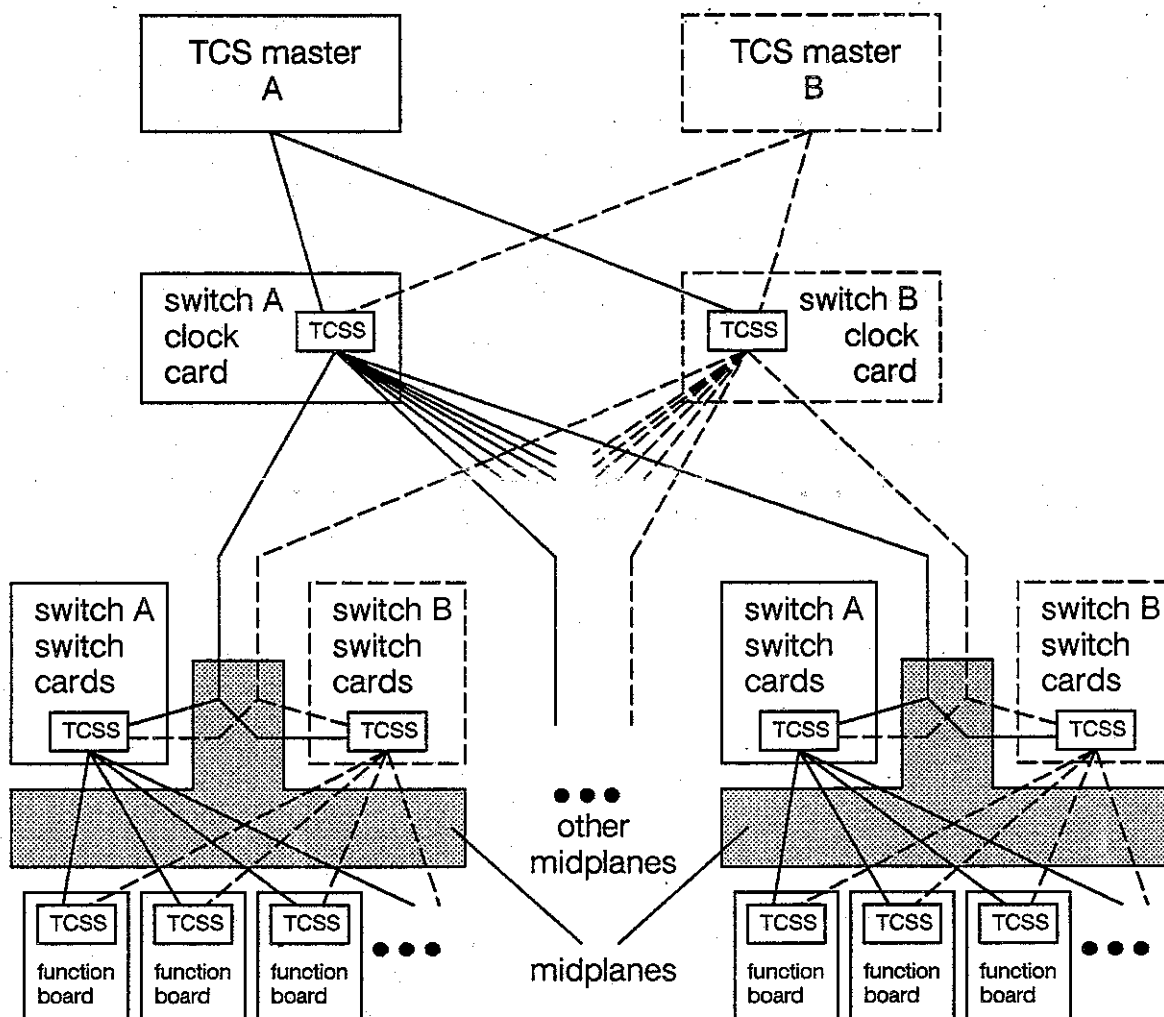 TCS master
A
TCS master
B
switch A
clock
card
TCSS
TCSS
switch B
clock
card
switch A
switch
cards
TCSS
switch B
switch
cards
TCSS
switch A
switch
cards
TCSS
switch B
switch
cards
TCSS
other
midplanes
TCSS
function
board
TCSS
function
board
TCSS
function
board
midplanes
TCSS
function
board
TCSS
function
board
TCSS
function
board